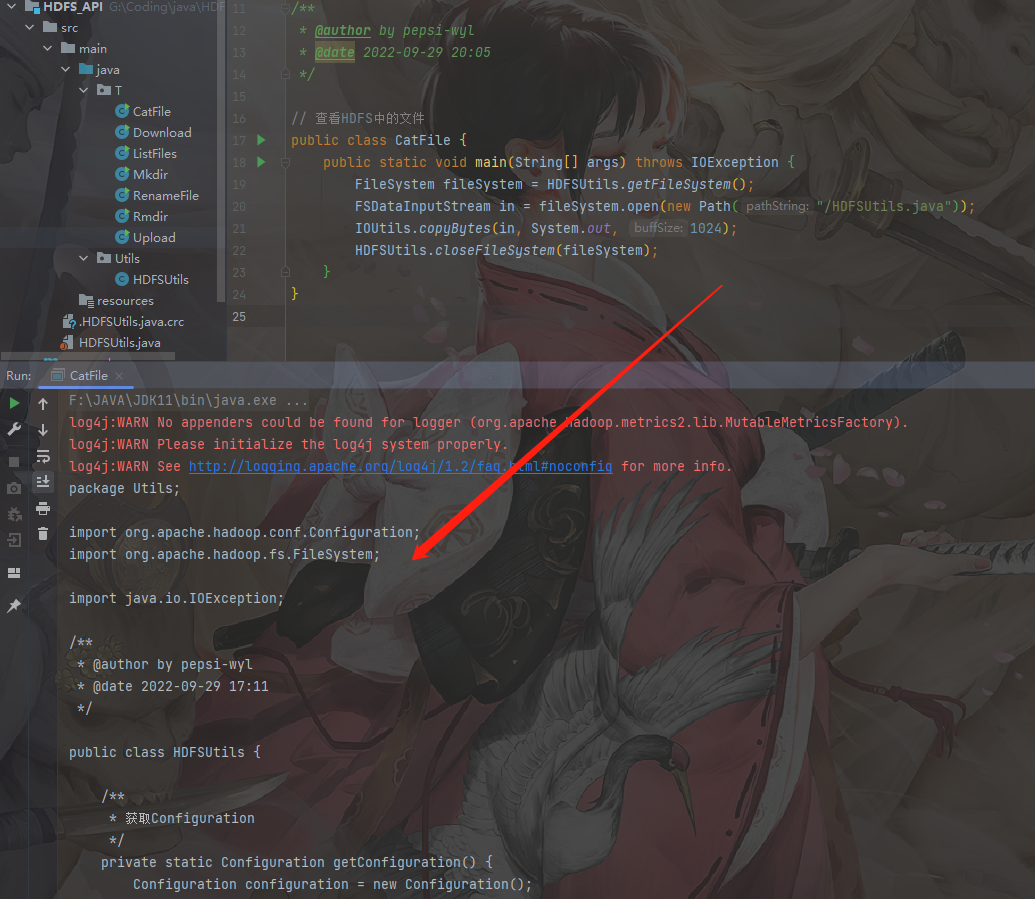 HDFS_API G:\Coding\java\HDF
src
main
java
T
CatFile
Download
ListFiles
Mkdir
RenameFile
Rmdir
Upload
Utils
HDFSUtils
resources
.HDFSUtils.java.crc
HDFSUtils.java
11 /**
12 * @author by pepsi-wyl
13 * @date 2022-09-29 20:05
14 */
15
16 // 查看HDFS中的文件
17 public class CatFile {
18 public static void main(String[] args) throws IOException {
19 FileSystem fileSystem = HDFSUtils.getFileSystem();
20 FSDataInputStream in = fileSystem.open(new Path( pathString: "/HDFSUtils.java"));
21 IOUtils.copyBytes(in, System.out, buffSize: 1024);
22 HDFSUtils.closeFileSystem(fileSystem);
23 }
24 }
25
Run: CatFile ×
F:\JAVA\JDK11\bin\java.exe ...
log4j:WARN No appenders could be found for logger (org.apache.hadoop.metrics2.lib.MutableMetricsFactory).
log4j:WARN Please initialize the log4j system properly.
log4j:WARN See http://logging.apache.org/log4j/1.2/faq.html#noconfig for more info.
package Utils;
import org.apache.hadoop.conf.Configuration;
import org.apache.hadoop.fs.FileSystem;
import java.io.IOException;
/**
* @author by pepsi-wyl
* @date 2022-09-29 17:11
*/
public class HDFSUtils {
/**
* 获取Configuration
*/
private static Configuration getConfiguration() {
Configuration configuration = new Configuration();